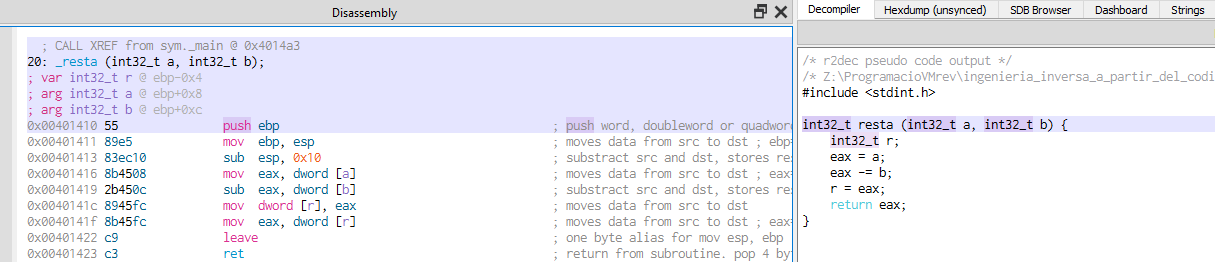 Disassembly
; CALL XREF from sym._main @ 0x4014a3
20: _resta (int32_t a, int32_t b);
; var int32_t r @ ebp-0x4
; arg int32_t a @ ebp+0x8
; arg int32_t b @ ebp+0xc
0x00401410 55 push ebp ; push word, doubleword or quadwor
0x00401411 89e5 mov ebp, esp ; moves data from src to dst ; ebp=
0x00401413 83ec10 sub esp, 0x10 ; substract src and dst, stores res
0x00401416 8b4508 mov eax, dword [a] ; moves data from src to dst ; eax=
0x00401419 2b450c sub eax, dword [b] ; substract src and dst, stores res
0x0040141c 8945fc mov dword [r], eax ; moves data from src to dst
0x0040141f 8b45fc mov eax, dword [r] ; moves data from src to dst ; eax=
0x00401422 c9 leave ; one byte alias for mov esp, ebp
0x00401423 c3 ret ; return from subroutine. pop 4 by
Decompiler Hexdump (unsynced) SDB Browser Dashboard Strings
/* r2dec pseudo code output */
/* Z:\ProgramacioVMrev\ingenieria_inversa_a_partir_del_codi
#include <stdint.h>
int32_t resta (int32_t a, int32_t b) {
int32_t r;
eax = a;
eax -= b;
r = eax;
return eax;
}